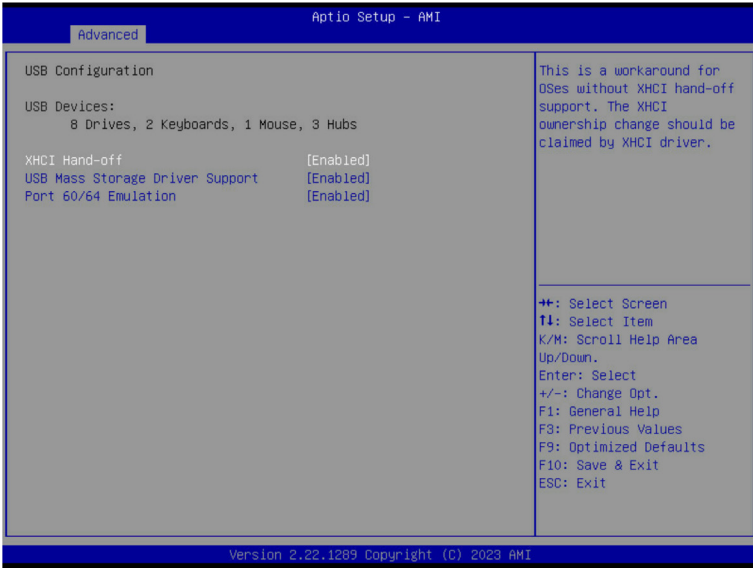 Aptio Setup – AMI
Advanced
USB Configuration
USB Devices:
8 Drives, 2 Keyboards, 1 Mouse, 3 Hubs
XHCI Hand-off [Enabled]
USB Mass Storage Driver Support [Enabled]
Port 60/64 Emulation [Enabled]
This is a workaround for
OSes without XHCI hand-off
support. The XHCI
ownership change should be
claimed by XHCI driver.
→←: Select Screen
↑↓: Select Item
K/M: Scroll Help Area
Up/Down.
Enter: Select
+/-: Change Opt.
F1: General Help
F3: Previous Values
F9: Optimized Defaults
F10: Save & Exit
ESC: Exit
Version 2.22.1289 Copyright (C) 2023 AMI